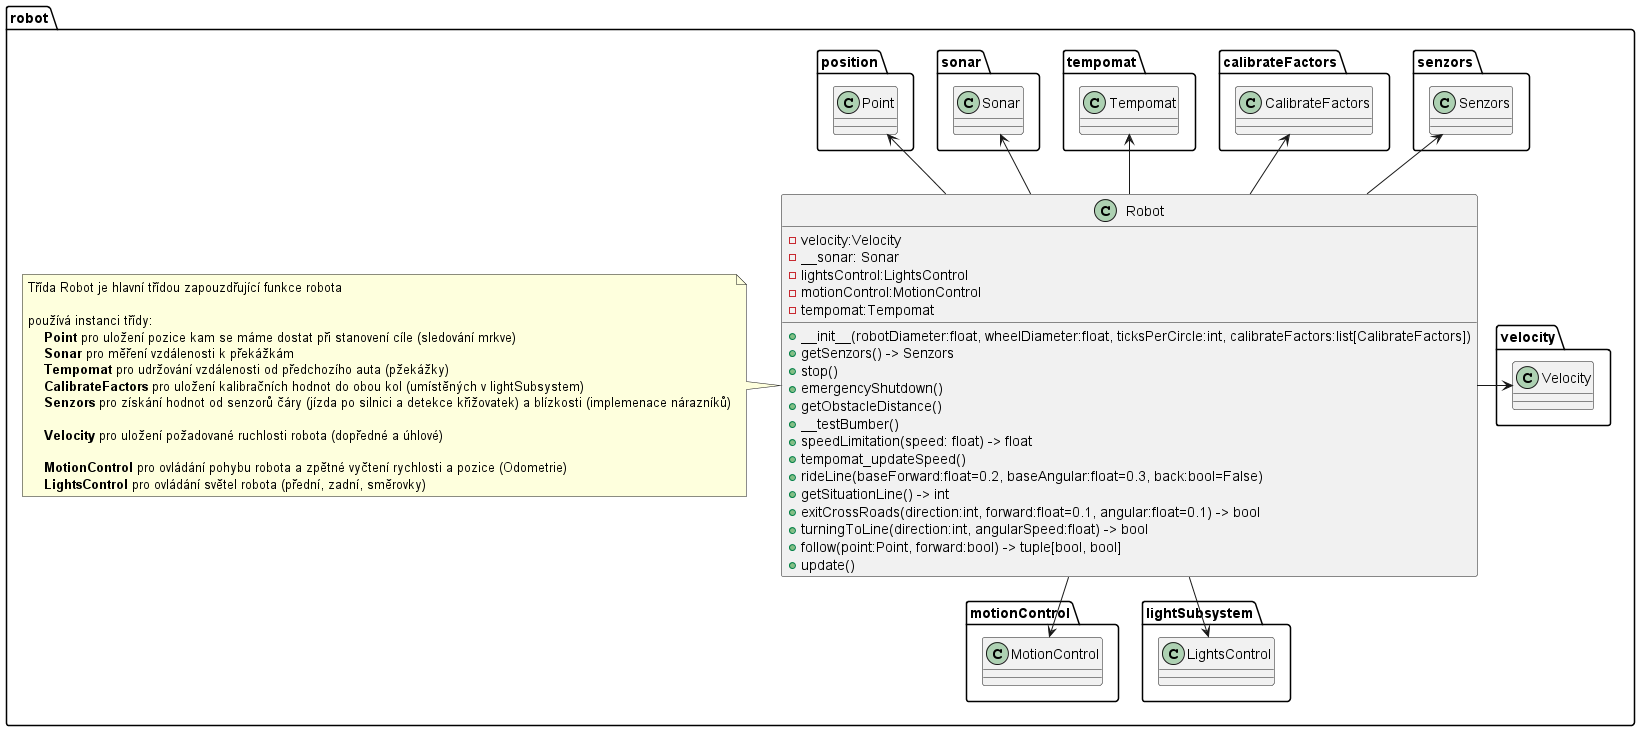 robot
position
sonar
tempomat
calibrateFactors
senzors
C Point
C Sonar
C Tempomat
C CalibrateFactors
C Senzors
C Robot
velocity:Velocity
__sonar: Sonar
lightsControl:LightsControl
motionControl:MotionControl
tempomat:Tempomat
__init__(robotDiameter:float, wheelDiameter:float, ticksPerCircle:int, calibrateFactors:list[CalibrateFactors])
getSenzors() -> Senzors
stop()
emergencyShutdown()
getObstacleDistance()
__testBumber()
speedLimitation(speed: float) -> float
tempomat_updateSpeed()
rideLine(baseForward:float=0.2, baseAngular:float=0.3, back:bool=False)
getSituationLine() -> int
exitCrossRoads(direction:int, forward:float=0.1, angular:float=0.1) -> bool
turningToLine(direction:int, angularSpeed:float) -> bool
follow(point:Point, forward:bool) -> tuple[bool, bool]
update()
Třída Robot je hlavní třídou zapouzdřující funkce robota
používá instanci třídy:
Point pro uložení pozice kam se máme dostat při stanovení cíle (sledování mrkve)
Sonar pro měření vzdálenosti k překážkám
Tempomat pro udržování vzdálenosti od předchozího auta (pžekážky)
CalibrateFactors pro uložení kalibračních hodnot do obou kol (umístěných v lightSubsystem)
Senzors pro získání hodnot od senzorů čáry (jízda po silnici a detekce křižovatek) a blízkosti (implemenace nárazníků)
Velocity pro uložení požadované ruchlosti robota (dopředné a úhlové)
MotionControl pro ovládání pohybu robota a zpětné vyčtení rychlosti a pozice (Odometrie)
LightsControl pro ovládání světel robota (přední, zadní, směrovky)
velocity
C Velocity
motionControl
C MotionControl
lightSubsystem
C LightsControl